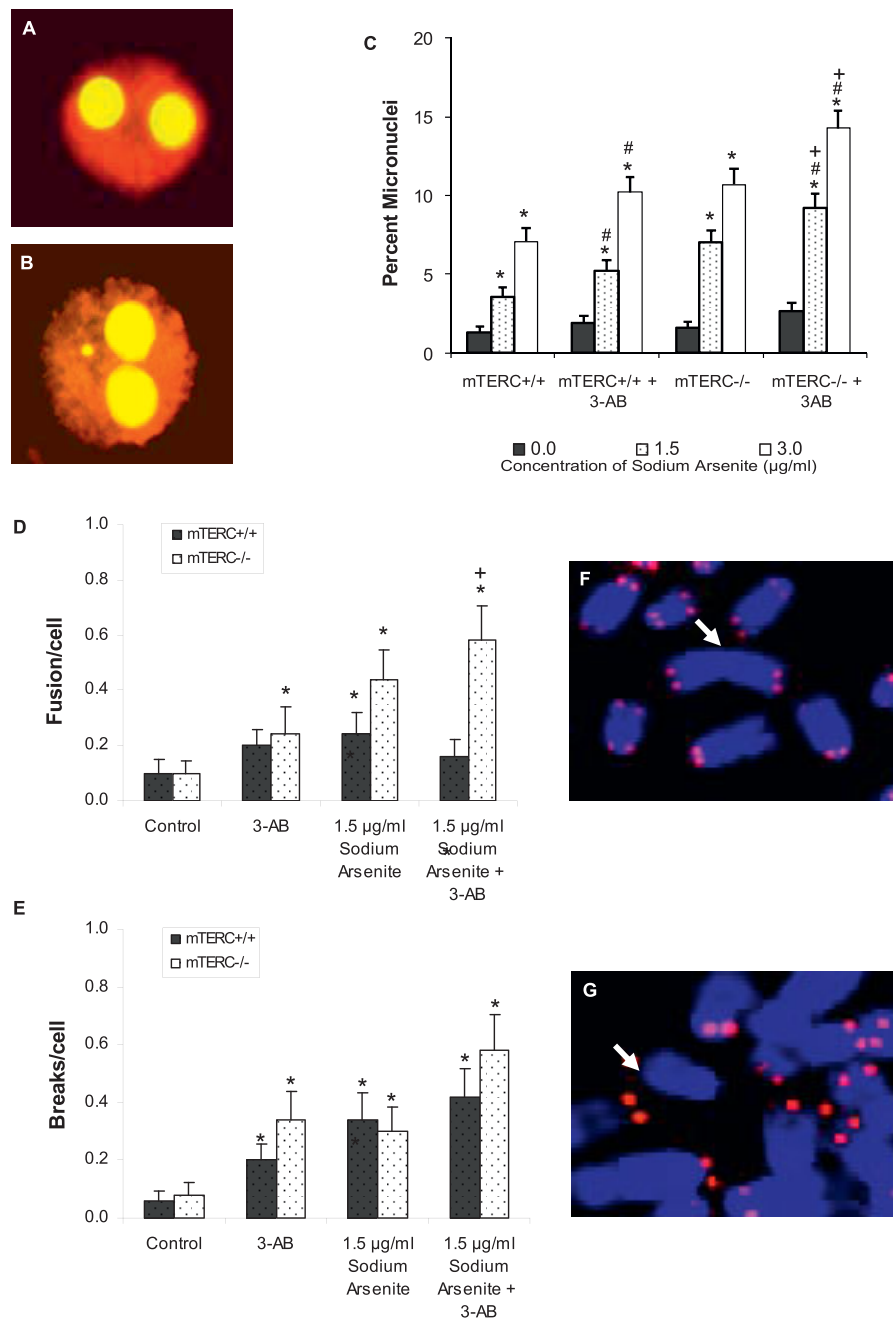 A
B
C
Percent Micronuclei
20
15
10
5
0
*
*
#
*
#
*
*
*
+
#
*
+
#
*
mTERC+/+
mTERC+/+ +
3-AB
mTERC-/-
mTERC-/- +
3AB
0.0 1.5 3.0
Concentration of Sodium Arsenite (µg/ml)
D
Fusion/cell
1.0
0.8
0.6
0.4
0.2
0.0
mTERC+/+
mTERC-/-
*
*
*
*
+
*
Control
3-AB
1.5 µg/ml
Sodium
Arsenite
1.5 µg/ml
Sodium
*
Arsenite +
3-AB
F
E
Breaks/cell
1.0
0.8
0.6
0.4
0.2
0.0
mTERC+/+
mTERC-/-
*
*
*
*
*
*
*
Control
3-AB
1.5 µg/ml
Sodium
Arsenite
1.5 µg/ml
Sodium
Arsenite +
3-AB
G